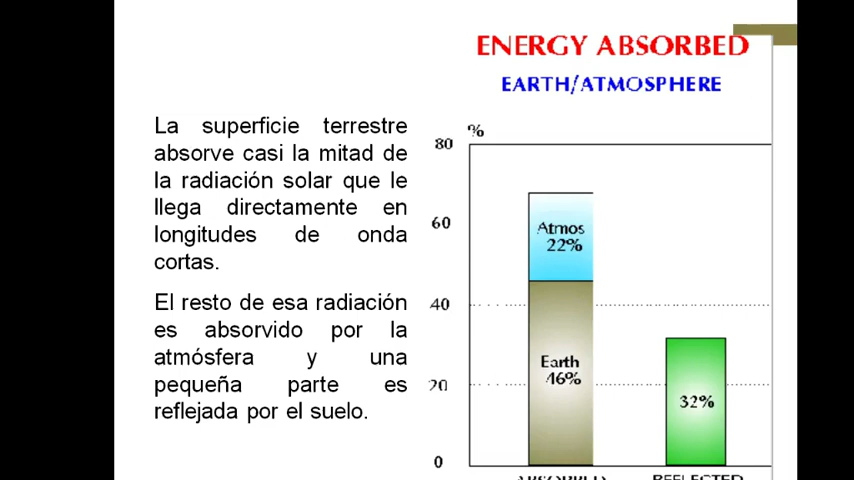 ENERGY ABSORBED
EARTH/ATMOSPHERE
La superficie terrestre
absorve casi la mitad de
la radiación solar que le
llega directamente en
longitudes de onda
cortas.
El resto de esa radiación
es absorvido por la
atmósfera y una
pequeña parte es
reflejada por el suelo.
%
80
60
40
20
0
Atmos
22%
Earth
46%
32%
ABSORBED REFLECTED